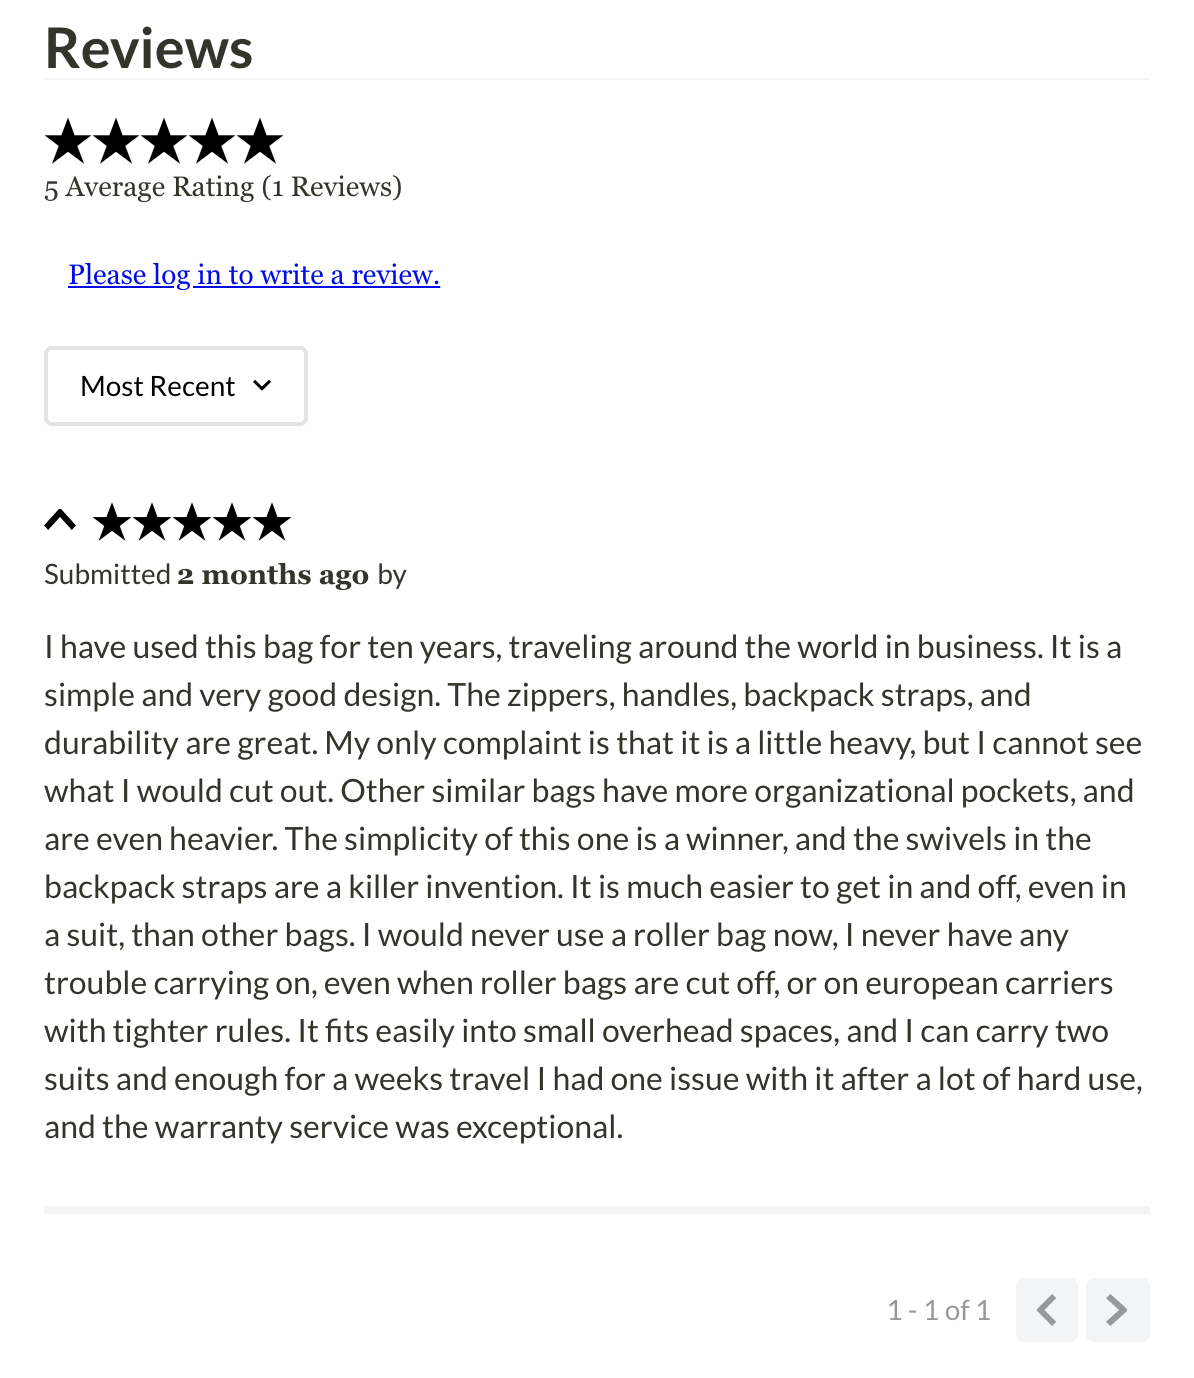 Reviews
5 Average Rating (1 Reviews)
Please log in to write a review.
Most Recent
Submitted 2 months ago by
I have used this bag for ten years, traveling around the world in business. It is a
simple and very good design. The zippers, handles, backpack straps, and
durability are great. My only complaint is that it is a little heavy, but I cannot see
what I would cut out. Other similar bags have more organizational pockets, and
are even heavier. The simplicity of this one is a winner, and the swivels in the
backpack straps are a killer invention. It is much easier to get in and off, even in
a suit, than other bags. I would never use a roller bag now, I never have any
trouble carrying on, even when roller bags are cut off, or on european carriers
with tighter rules. It fits easily into small overhead spaces, and I can carry two
suits and enough for a weeks travel I had one issue with it after a lot of hard use,
and the warranty service was exceptional.
1 - 1 of 1